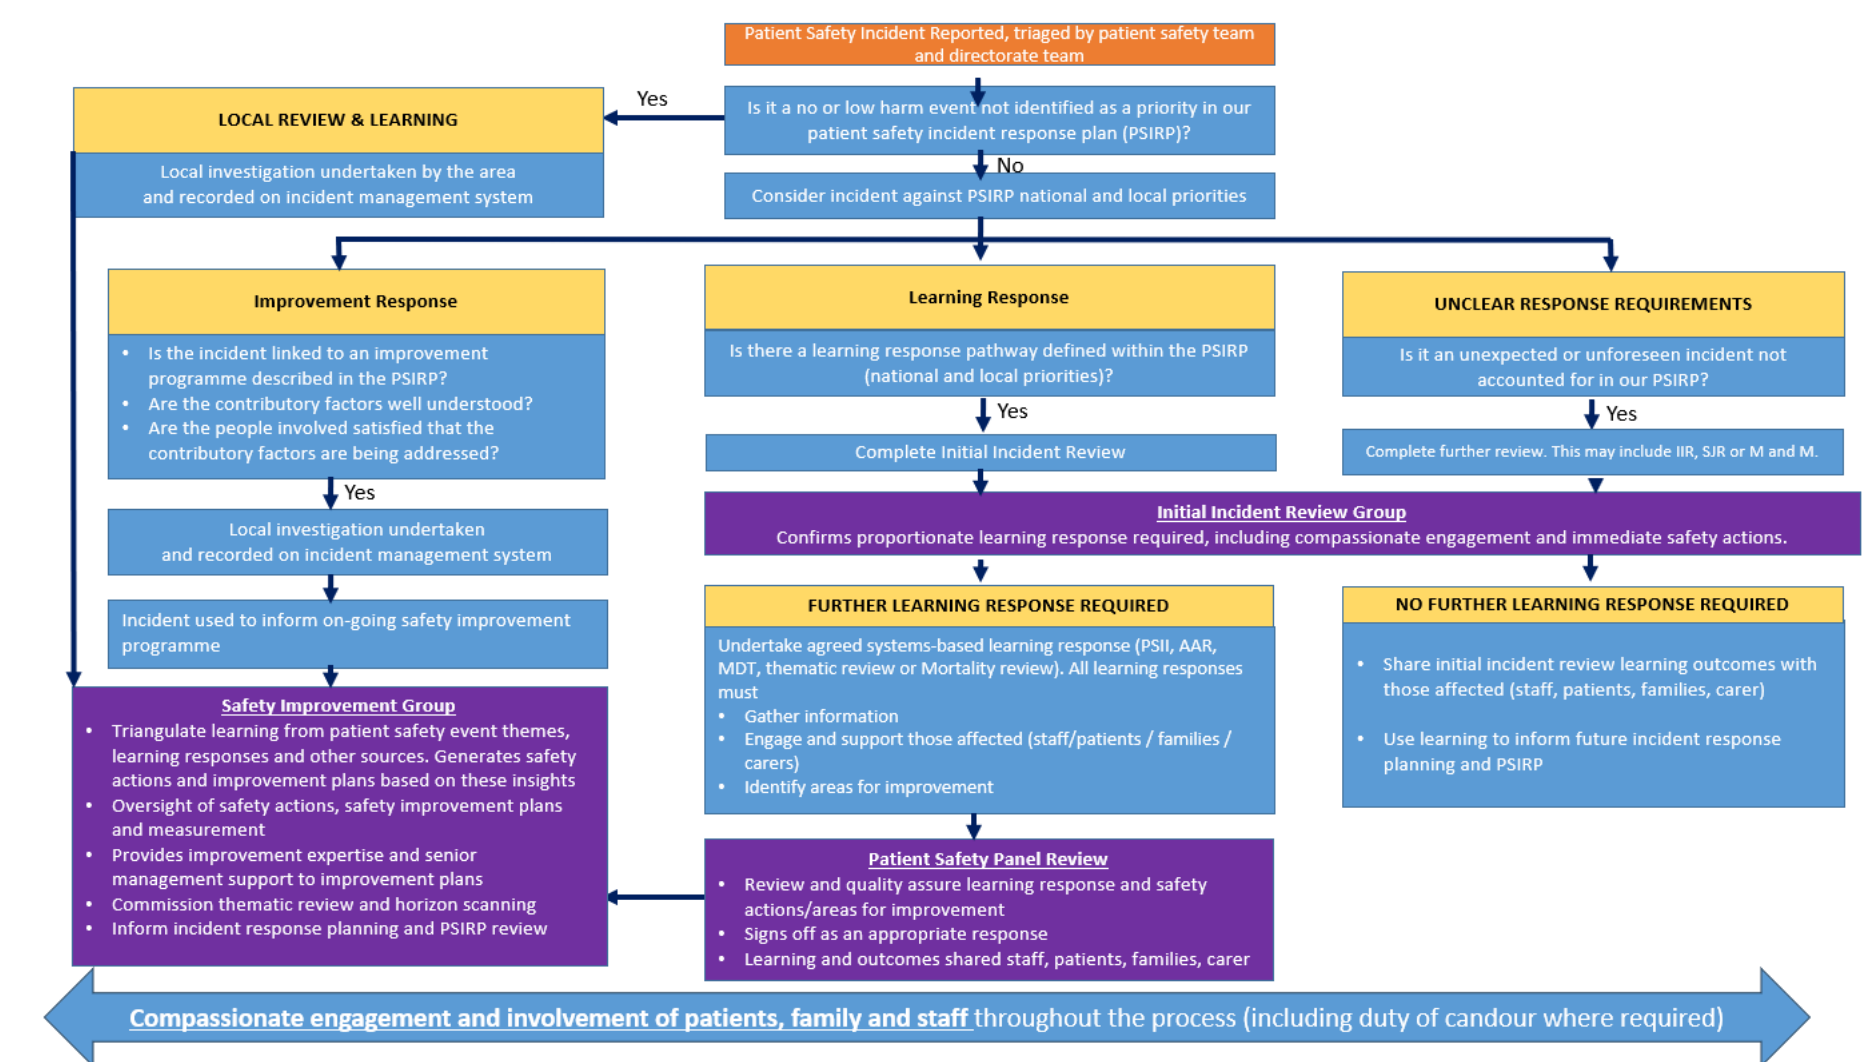 Patient Safety Incident Reported, triaged by patient safety team
and directorate team
Yes
LOCAL REVIEW & LEARNING
Local investigation undertaken by the area
and recorded on incident management system
Is it a no or low harm event not identified as a priority in our
patient safety incident response plan (PSIRP)?
No
Consider incident against PSIRP national and local priorities
Improvement Response
• Is the incident linked to an improvement
programme described in the PSIRP?
• Are the contributory factors well understood?
• Are the people involved satisfied that the
contributory factors are being addressed?
Yes
Local investigation undertaken
and recorded on incident management system
Incident used to inform on-going safety improvement
programme
Learning Response
Is there a learning response pathway defined within the PSIRP
(national and local priorities)?
Yes
Complete Initial Incident Review
UNCLEAR RESPONSE REQUIREMENTS
Is it an unexpected or unforeseen incident not
accounted for in our PSIRP?
Yes
Complete further review. This may include IIR, SJR or M and M.
Initial Incident Review Group
Confirms proportionate learning response required, including compassionate engagement and immediate safety actions.
FURTHER LEARNING RESPONSE REQUIRED
Undertake agreed systems-based learning response (PSII, AAR,
MDT, thematic review or Mortality review). All learning responses
must
• Gather information
• Engage and support those affected (staff/patients / families /
carers)
• Identify areas for improvement
NO FURTHER LEARNING RESPONSE REQUIRED
• Share initial incident review learning outcomes with
those affected (staff, patients, families, carer)
• Use learning to inform future incident response
planning and PSIRP
Safety Improvement Group
• Triangulate learning from patient safety event themes,
learning responses and other sources. Generates safety
actions and improvement plans based on these insights
• Oversight of safety actions, safety improvement plans
and measurement
• Provides improvement expertise and senior
management support to improvement plans
• Commission thematic review and horizon scanning
• Inform incident response planning and PSIRP review
Patient Safety Panel Review
• Review and quality assure learning response and safety
actions/areas for improvement
• Signs off as an appropriate response
• Learning and outcomes shared staff, patients, families, carer
Compassionate engagement and involvement of patients, family and staff throughout the process (including duty of candour where required)